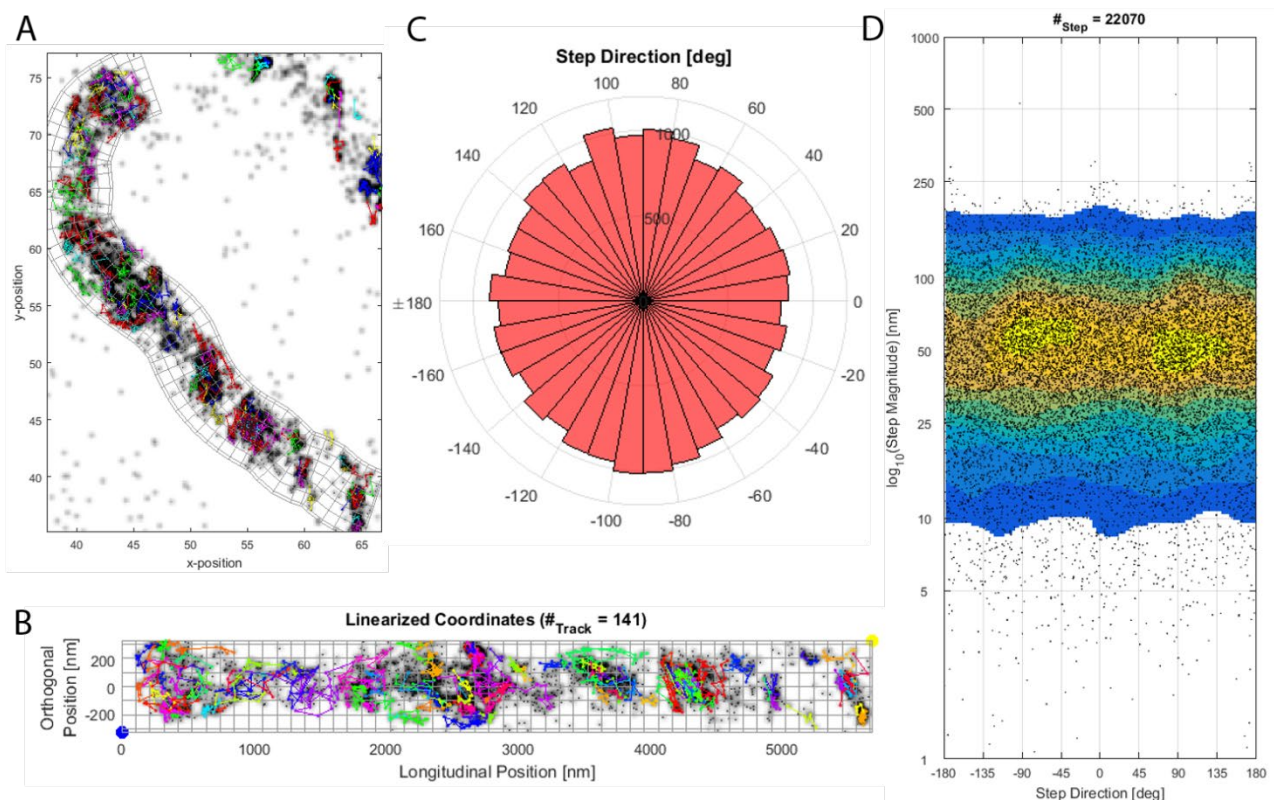 A
75
70
65
60
55
50
45
40
40 45 50 55 60 65
x-position
y-position
B
Linearized Coordinates (#Track = 141)
200
0
-200
Orthogonal
Position [nm]
0 1000 2000 3000 4000 5000
Longitudinal Position [nm]
C
Step Direction [deg]
100 80
120 60
140 40
160 20
±180 0
-160 -20
-140 -40
-120 -60
-100 -80
1000
500
D
#Step = 22070
1000
500
250
100
50
25
10
5
1
log10(Step Magnitude) [nm]
-180 -135 -90 -45 0 45 90 135 180
Step Direction [deg]